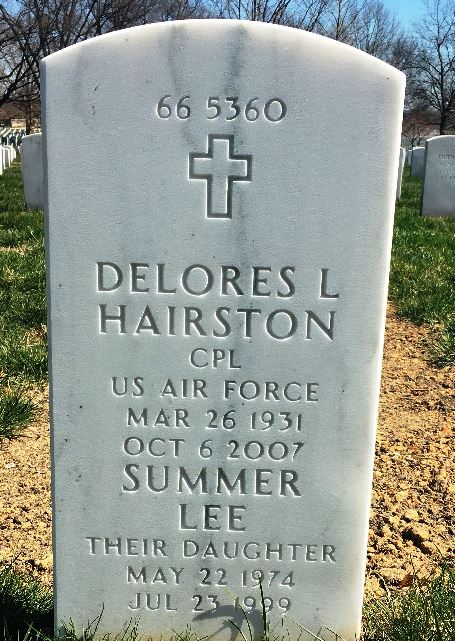 66 5360
DELORES L
HAIRSTON
CPL
US AIR FORCE
MAR 26 1931
OCT 6 2007
SUMMER
LEE
THEIR DAUGHTER
MAY 22 1974
JUL 23 1999